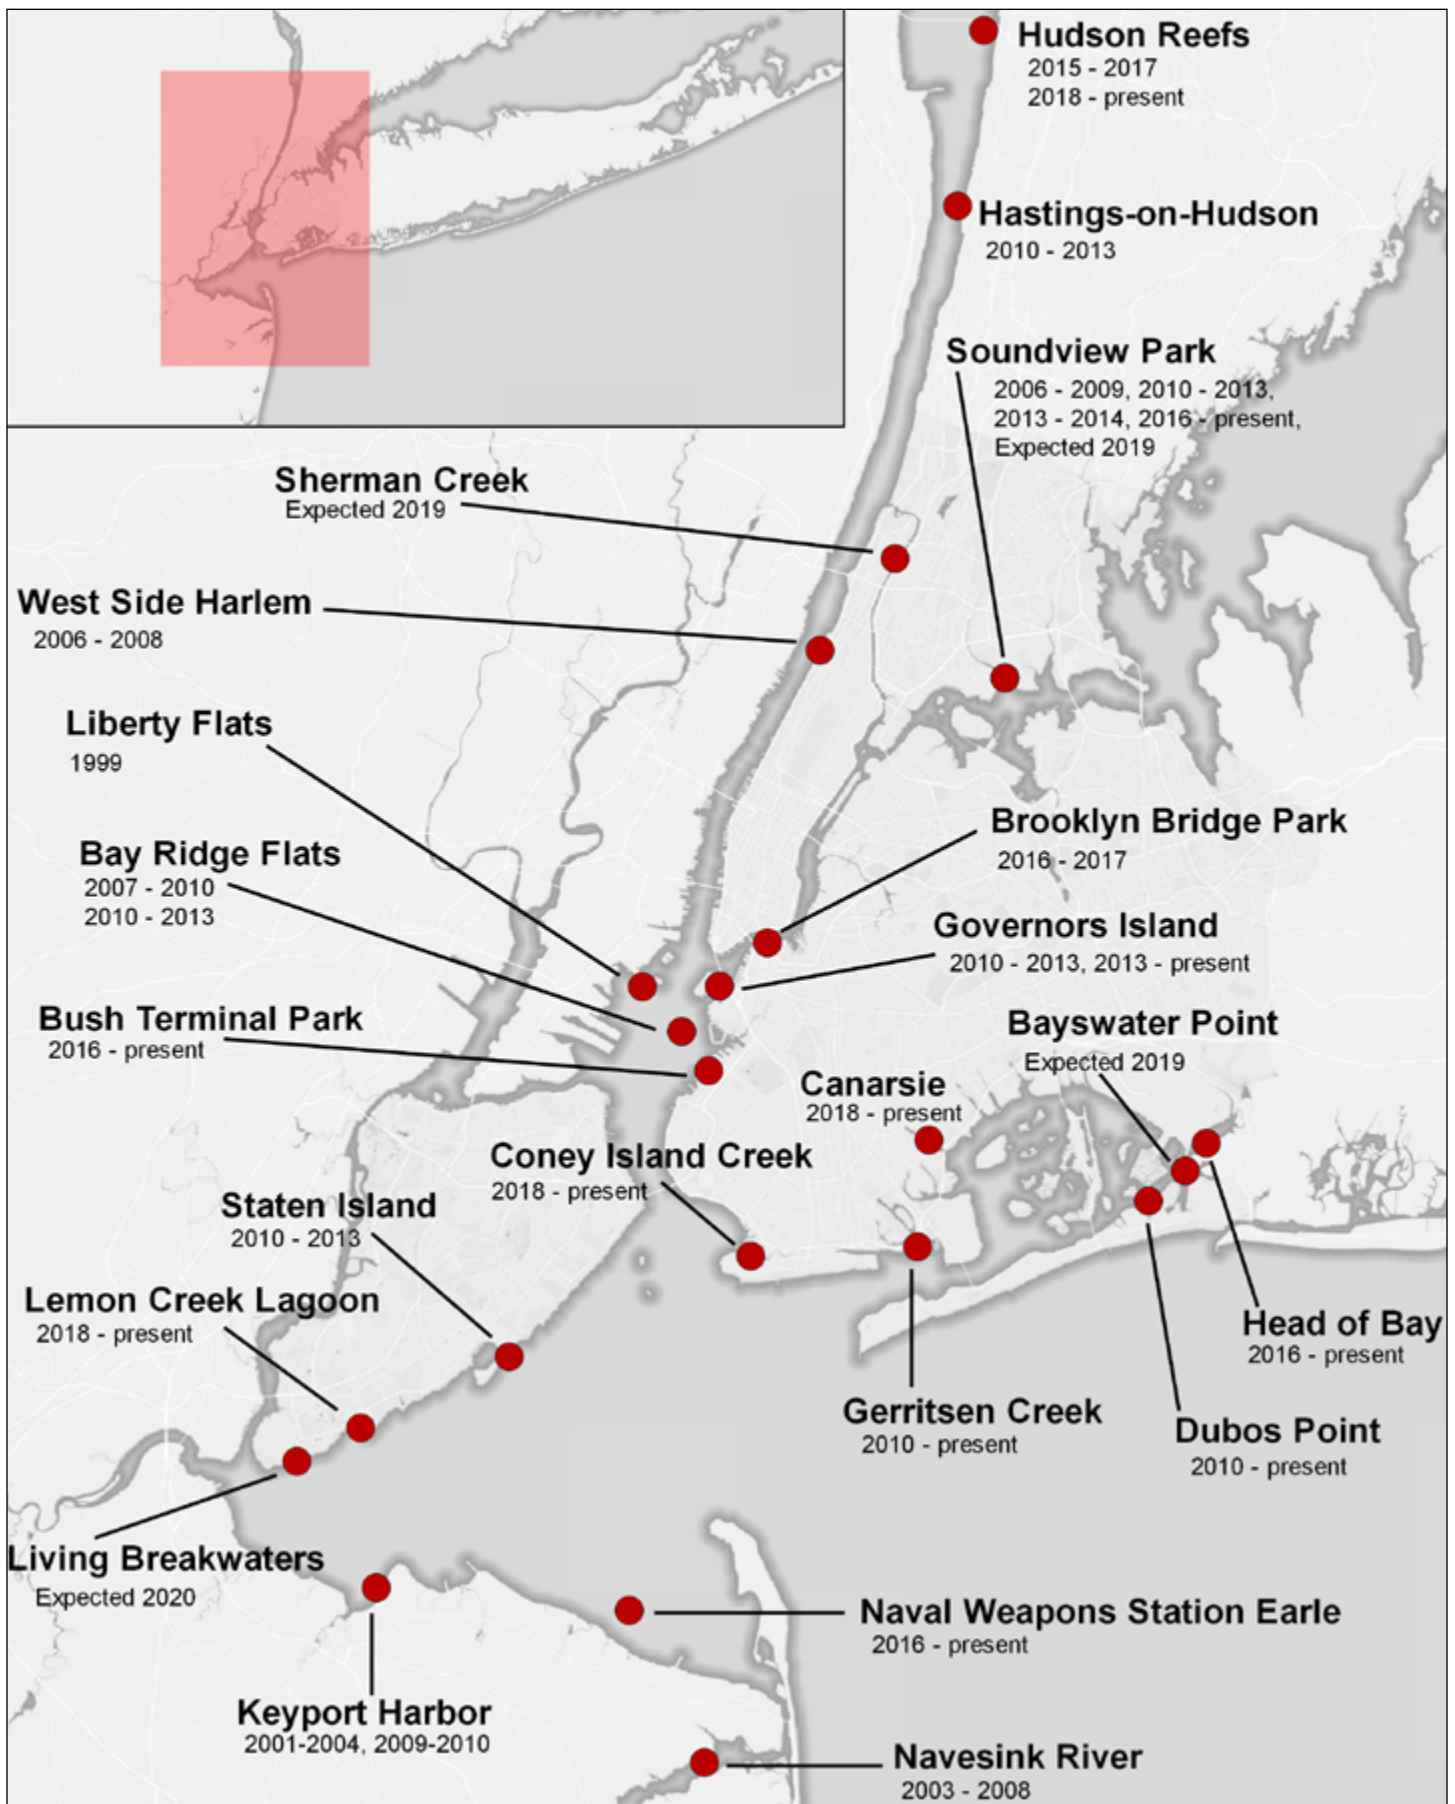 Hudson Reefs
2015 - 2017
2018 - present
Hastings-on-Hudson
2010 - 2013
Soundview Park
2006 - 2009, 2010 - 2013,
2013 - 2014, 2016 - present,
Expected 2019
Sherman Creek
Expected 2019
West Side Harlem
2006 - 2008
Liberty Flats
1999
Brooklyn Bridge Park
2016 - 2017
Bay Ridge Flats
2007 - 2010
2010 - 2013
Governors Island
2010 - 2013, 2013 - present
Bush Terminal Park
2016 - present
Bayswater Point
Expected 2019
Canarsie
2018 - present
Coney Island Creek
2018 - present
Staten Island
2010 - 2013
Lemon Creek Lagoon
2018 - present
Head of Bay
2016 - present
Gerritsen Creek
2010 - present
Dubos Point
2010 - present
Living Breakwaters
Expected 2020
Naval Weapons Station Earle
2016 - present
Keyport Harbor
2001-2004, 2009-2010
Navesink River
2003 - 2008